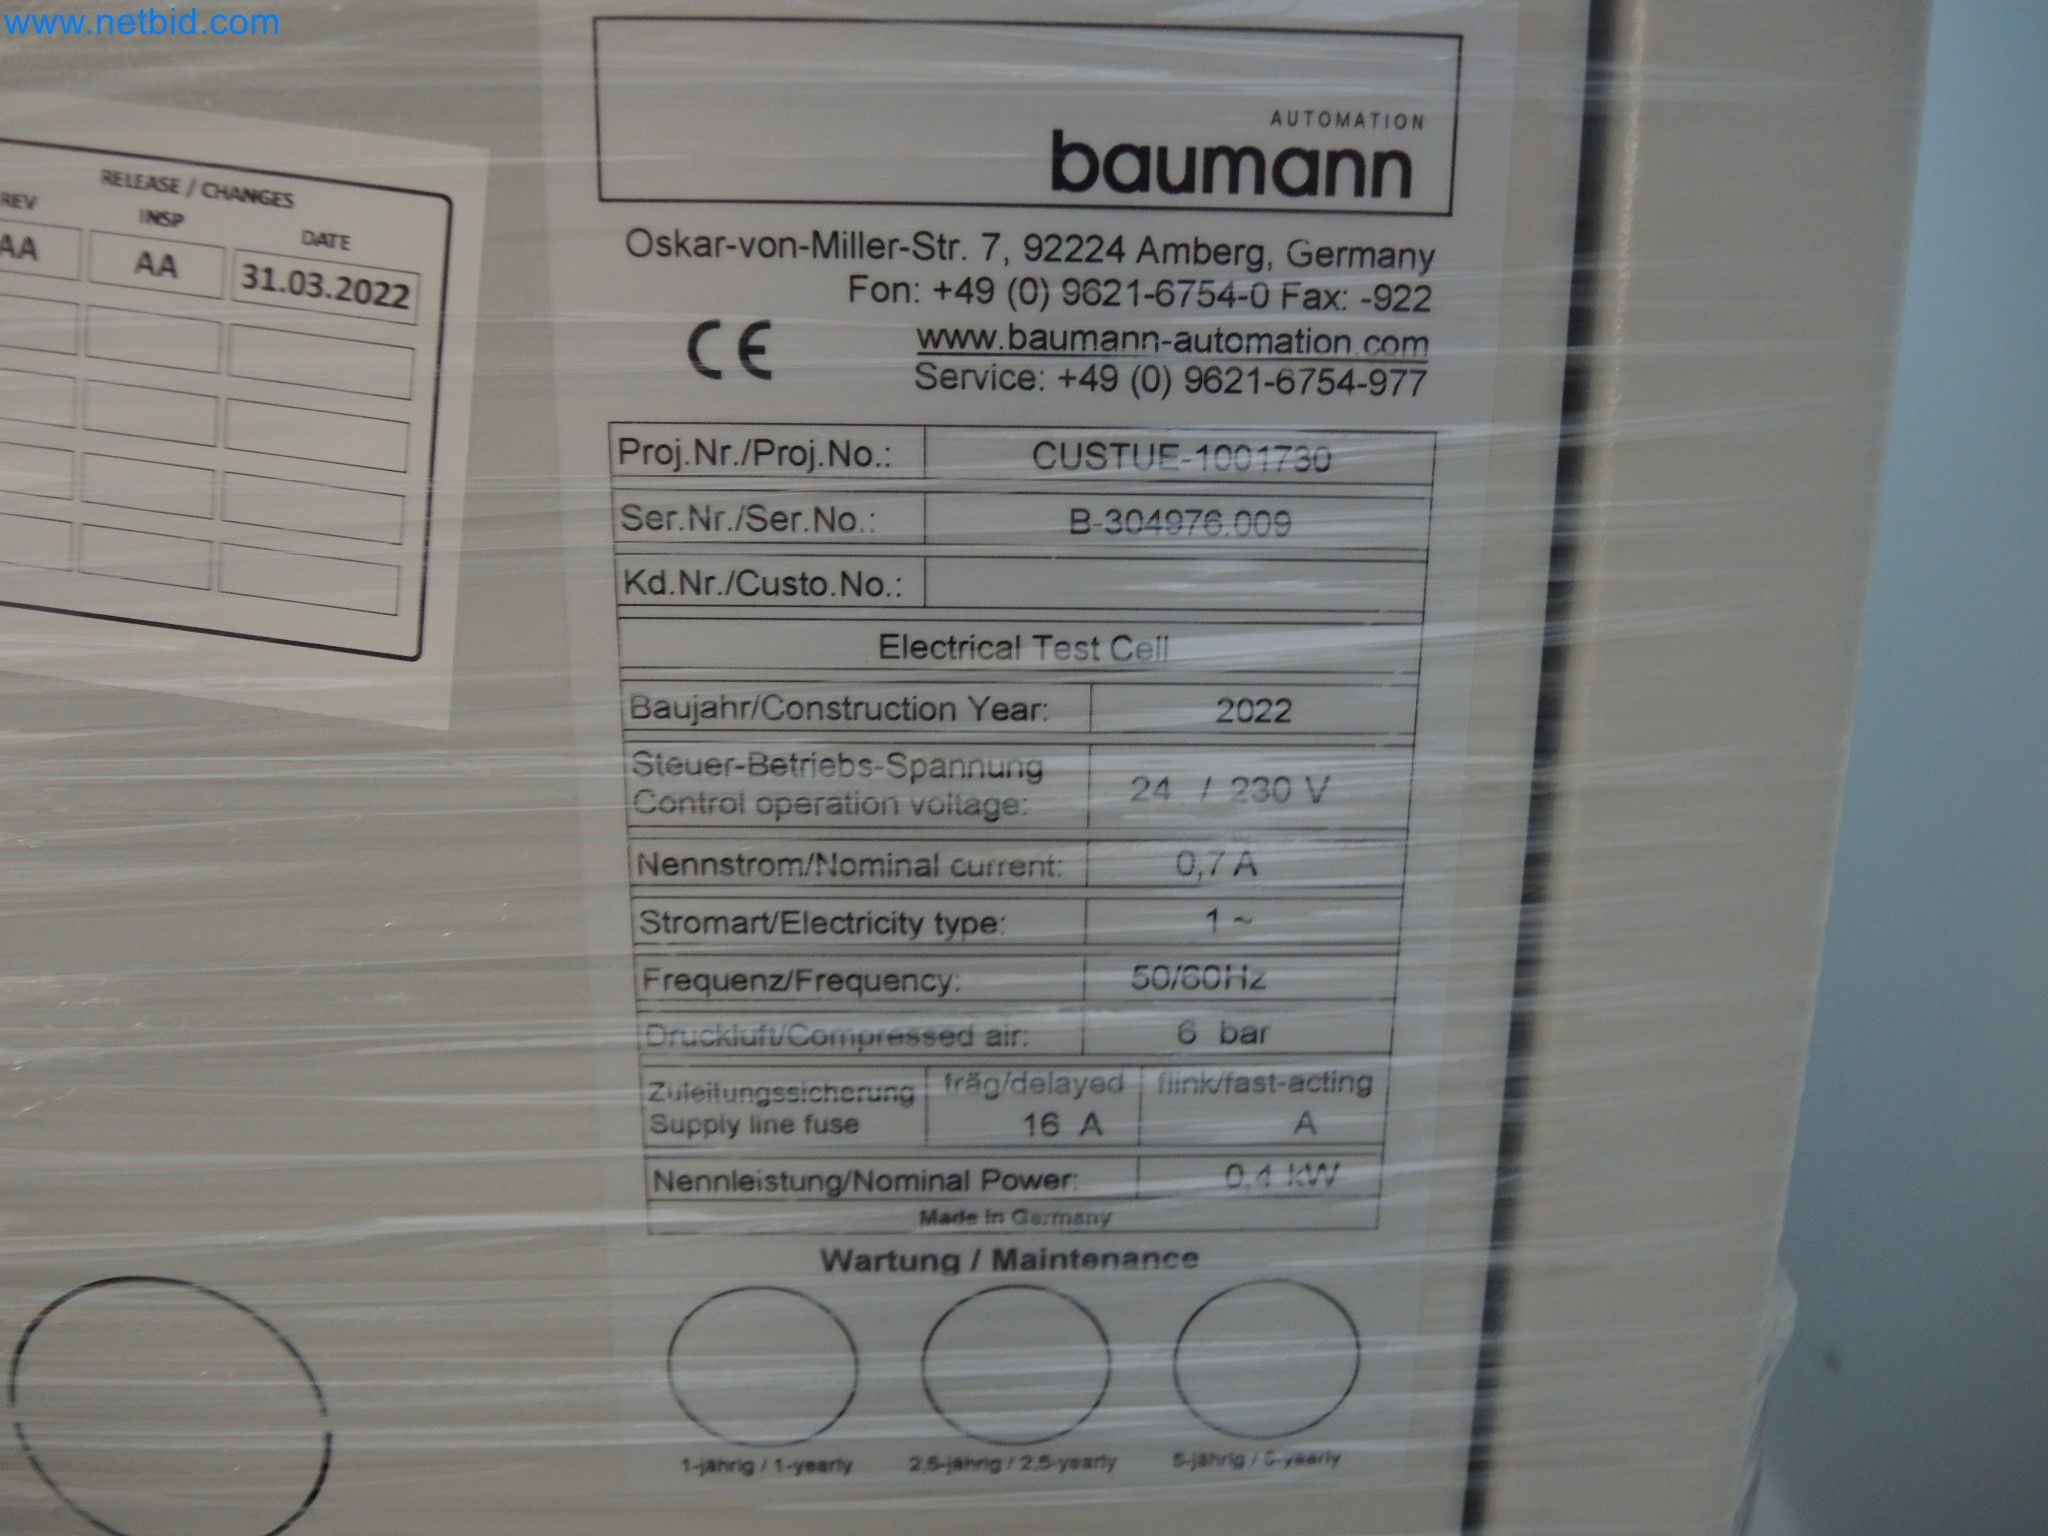 www.netbid.com
RELEASE / CHANGES
REV INSP DATE
AA AA 31.03.2022
AUTOMATION
baumann
Oskar-von-Miller-Str. 7, 92224 Amberg, Germany
Fon: +49 (0) 9621-6754-0 Fax: -922
CE www.baumann-automation.com
Service: +49 (0) 9621-6754-977
Proj.Nr./Proj.No.: CUSTUE-1001730
Ser.Nr./Ser.No.: B-304976.009
Kd.Nr./Custo.No.:
Electrical Test Cell
Baujahr/Construction Year: 2022
Steuer-Betriebs-Spannung
Control operation voltage: 24 / 230 V
Nennstrom/Nominal current: 0,7 A
Stromart/Electricity type: 1 ~
Frequenz/Frequency: 50/60Hz
Druckluft/Compressed air: 6 bar
Zuleitungssicherung träg/delayed flink/fast-acting
Supply line fuse 16 A A
Nennleistung/Nominal Power: 0,4 kW
Made in Germany
Wartung / Maintenance
1-jährig / 1-yearly 2,5-jährig / 2,5-yearly 5-jährig / 5-yearly